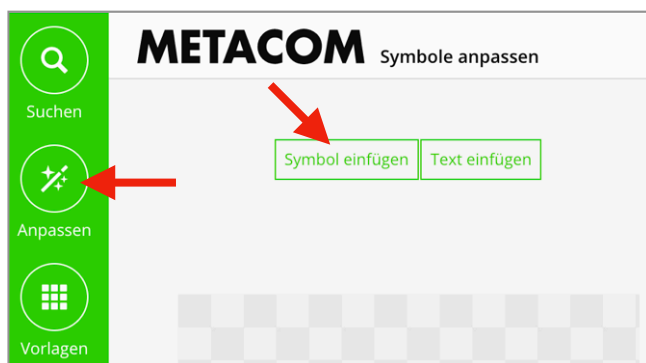 METACOM Symbole anpassen
Suchen
Symbol einfügen Text einfügen
Anpassen
Vorlagen